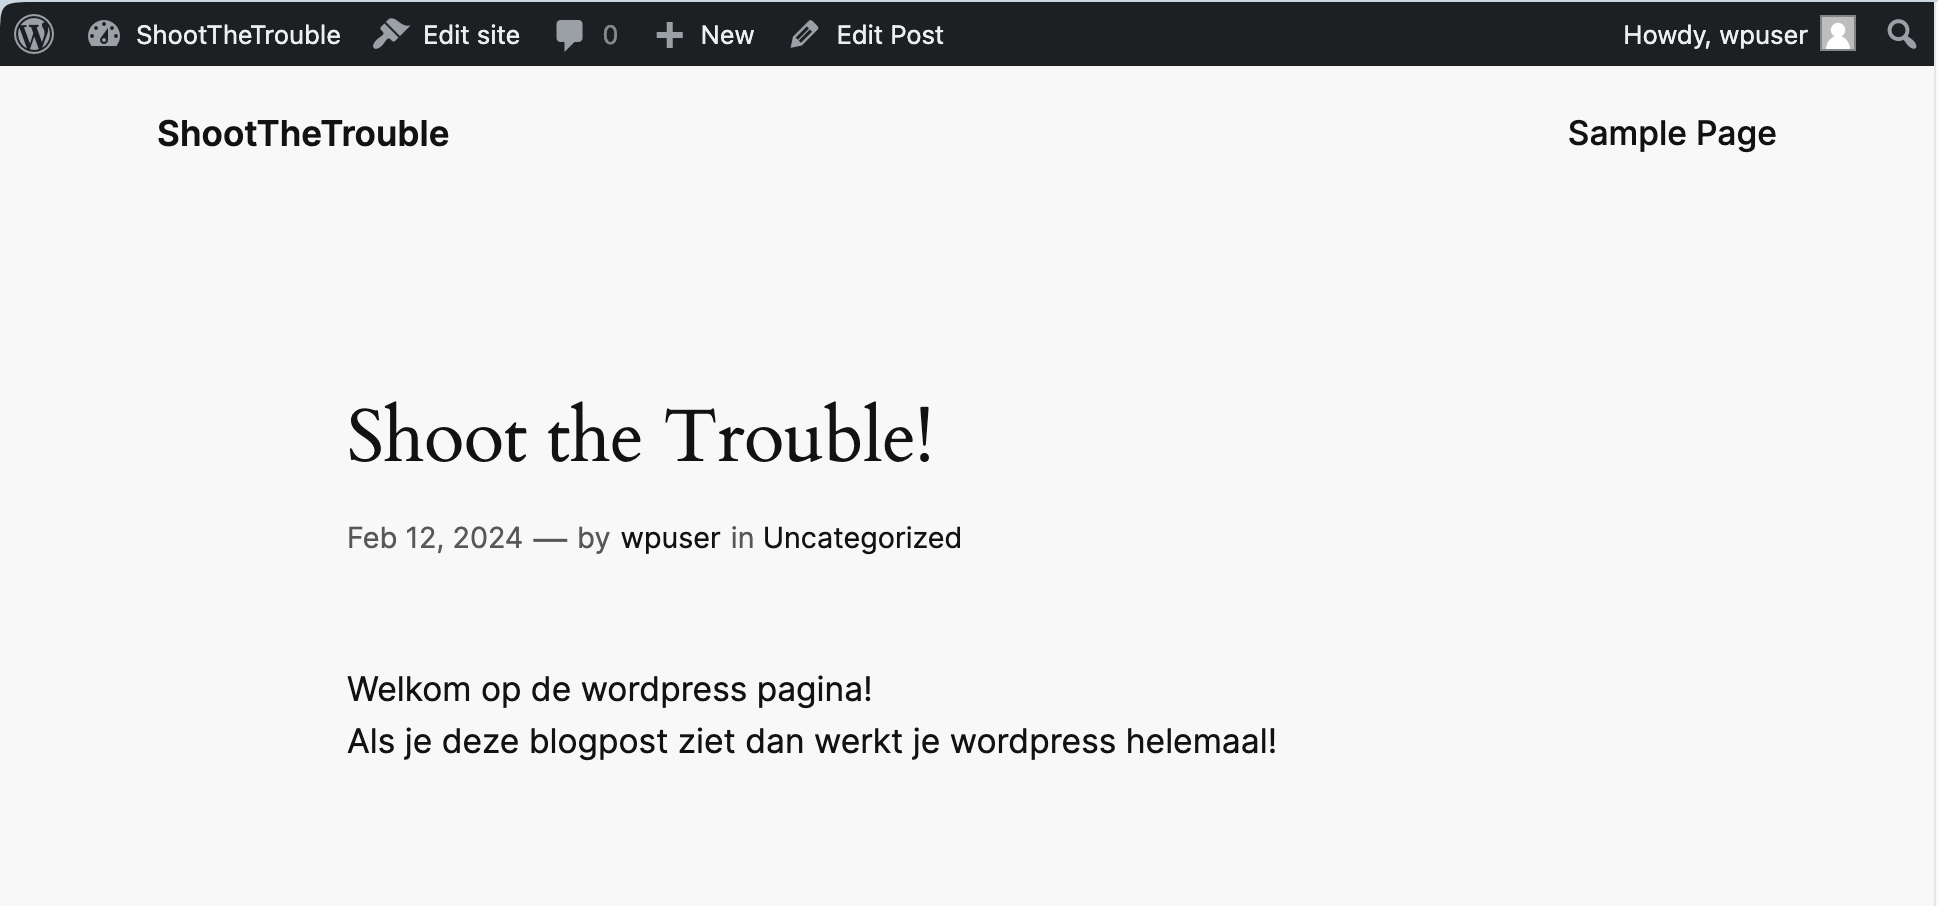 ShootTheTrouble Edit site 0 New Edit Post Howdy, wpuser
ShootTheTrouble Sample Page
Shoot the Trouble!
Feb 12, 2024 — by wpuser in Uncategorized
Welkom op de wordpress pagina!
Als je deze blogpost ziet dan werkt je wordpress helemaal!